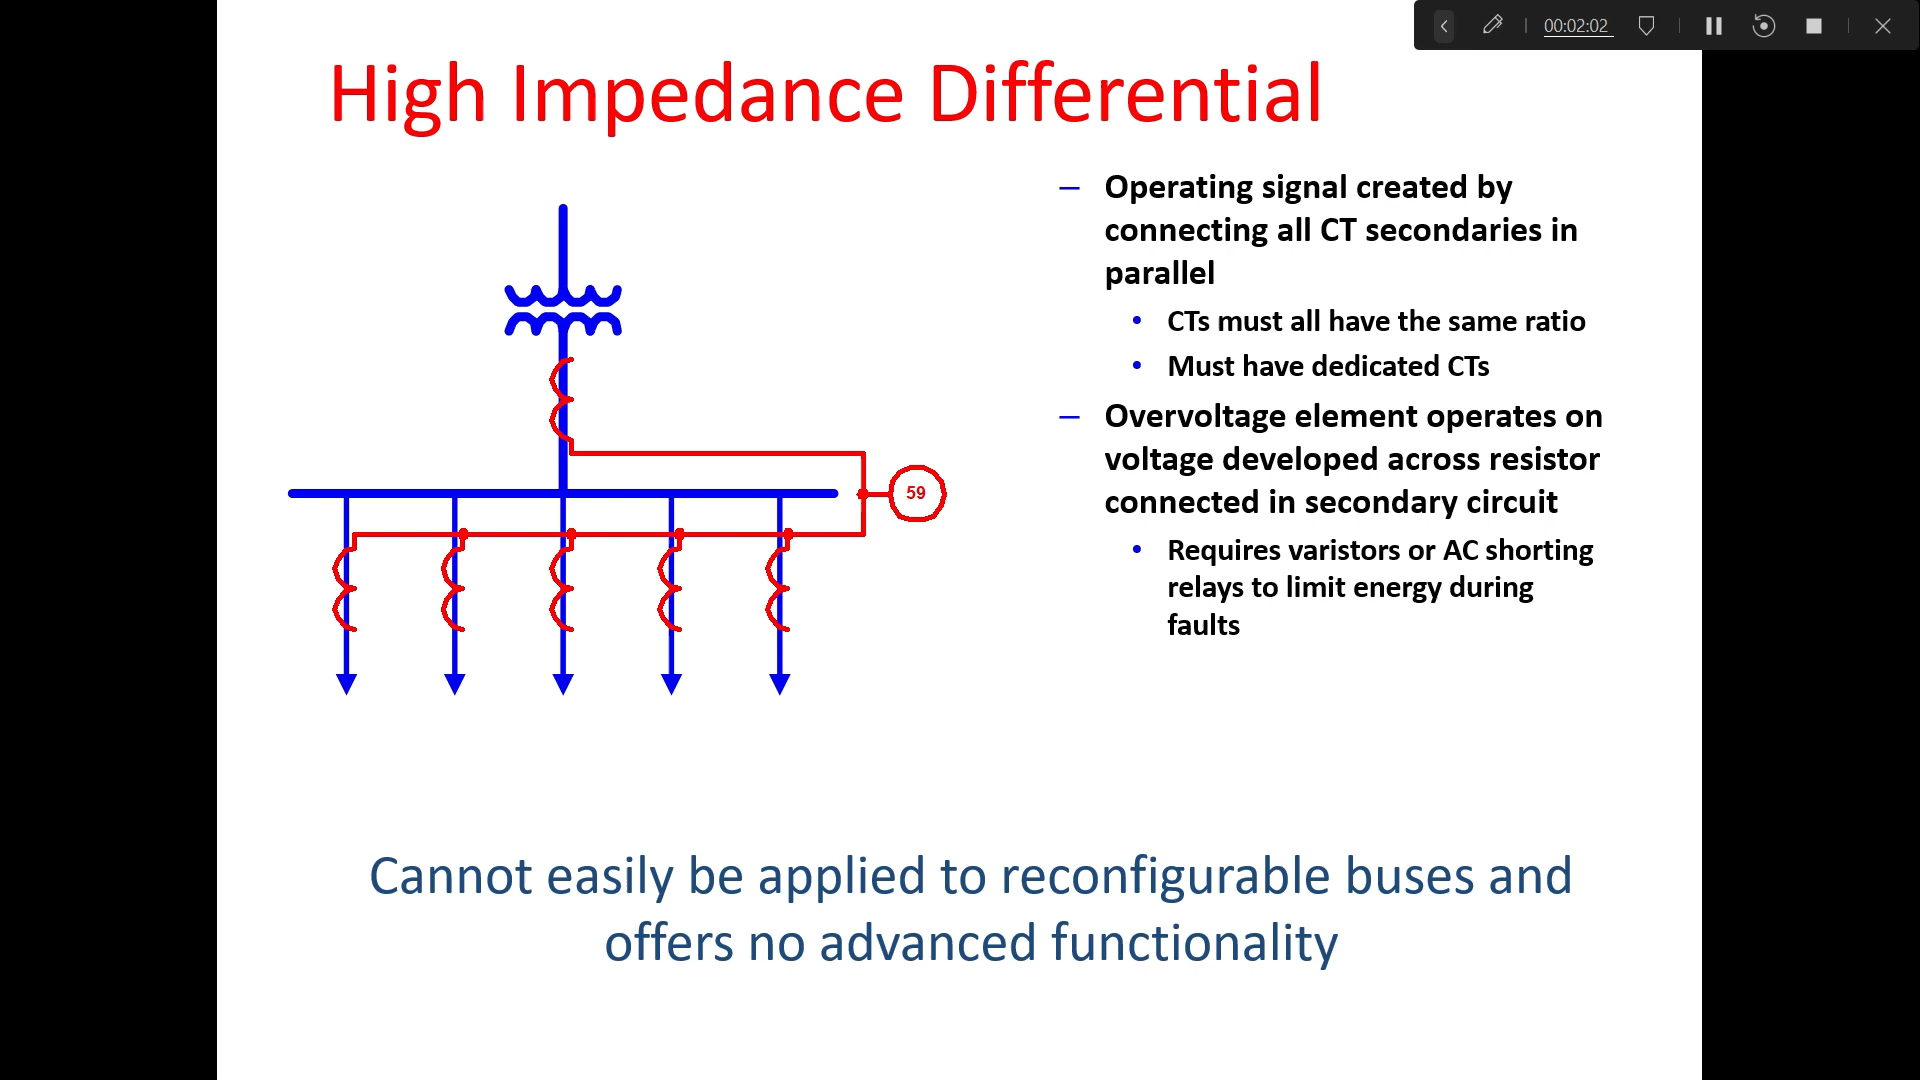 00:02:02
High Impedance Differential
– Operating signal created by
connecting all CT secondaries in
parallel
• CTs must all have the same ratio
• Must have dedicated CTs
– Overvoltage element operates on
voltage developed across resistor
connected in secondary circuit
• Requires varistors or AC shorting
relays to limit energy during
faults
59
Cannot easily be applied to reconfigurable buses and
offers no advanced functionality